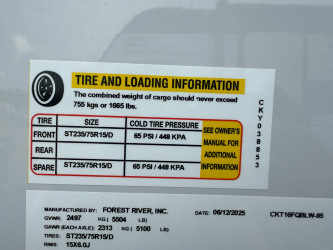 TIRE AND LOADING INFORMATION
The combined weight of cargo should never exceed
755 kgs or 1665 lbs.
TIRE SIZE COLD TIRE PRESSURE
FRONT ST235/75R15/D 65 PSI / 448 KPA
REAR
SPARE ST235/75R15/D 65 PSI / 448 KPA
SEE OWNER'S
MANUAL FOR
ADDITIONAL
INFORMATION
CKY038853
MANUFACTURED BY: FOREST RIVER, INC. DATE: 06/12/2025 CKT16FQBLW-85
GVWR: 2497 KG ( 5504 LB)
GAWR (EACH AXLE): 2313 KG ( 5100 LB)
TIRES: ST235/75R15/D
RIMS: 15X6.0J